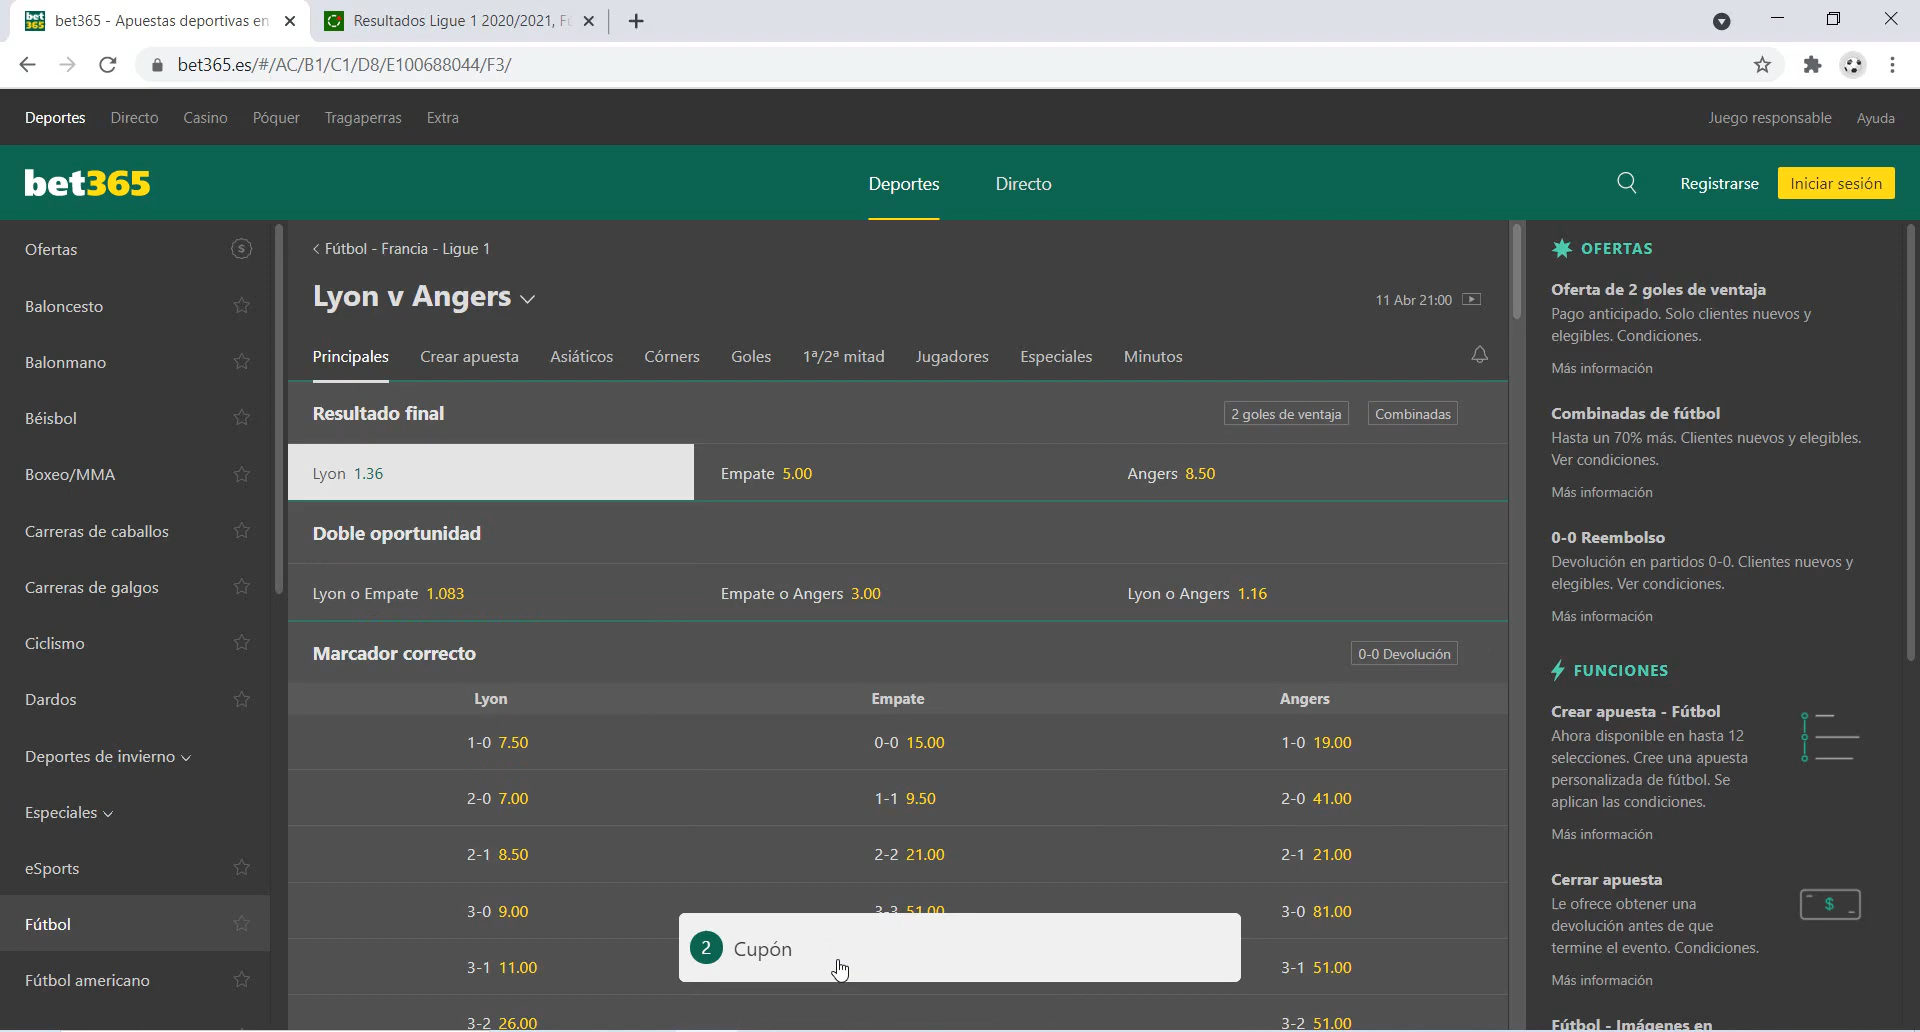 bet365 - Apuestas deportivas en
Resultados Ligue 1 2020/2021, F
bet365.es/#/AC/B1/C1/D8/E100688044/F3/
Deportes Directo Casino Póquer Tragaperras Extra
Juego responsable Ayuda
bet365
Deportes Directo
Registrarse Iniciar sesión
Ofertas
Baloncesto
Balonmano
Béisbol
Boxeo/MMA
Carreras de caballos
Carreras de galgos
Ciclismo
Dardos
Deportes de invierno
Especiales
eSports
Fútbol
Fútbol americano
< Fútbol - Francia - Ligue 1
Lyon v Angers
11 Abr 21:00
Principales Crear apuesta Asiáticos Córners Goles 1ª/2ª mitad Jugadores Especiales Minutos
Resultado final
2 goles de ventaja Combinadas
Lyon 1.36 Empate 5.00 Angers 8.50
Doble oportunidad
Lyon o Empate 1.083 Empate o Angers 3.00 Lyon o Angers 1.16
Marcador correcto
0-0 Devolución
Lyon Empate Angers
1-0 7.50 0-0 15.00 1-0 19.00
2-0 7.00 1-1 9.50 2-0 41.00
2-1 8.50 2-2 21.00 2-1 21.00
3-0 9.00 3-3 51.00 3-0 81.00
3-1 11.00 3-1 51.00
3-2 26.00 3-2 51.00
2 Cupón
OFERTAS
Oferta de 2 goles de ventaja
Pago anticipado. Solo clientes nuevos y
elegibles. Condiciones.
Más información
Combinadas de fútbol
Hasta un 70% más. Clientes nuevos y elegibles.
Ver condiciones.
Más información
0-0 Reembolso
Devolución en partidos 0-0. Clientes nuevos y
elegibles. Ver condiciones.
Más información
FUNCIONES
Crear apuesta - Fútbol
Ahora disponible en hasta 12
selecciones. Cree una apuesta
personalizada de fútbol. Se
aplican las condiciones.
Más información
Cerrar apuesta
Le ofrece obtener una
devolución antes de que
termine el evento. Condiciones.
Más información
Fútbol - Imágenes en